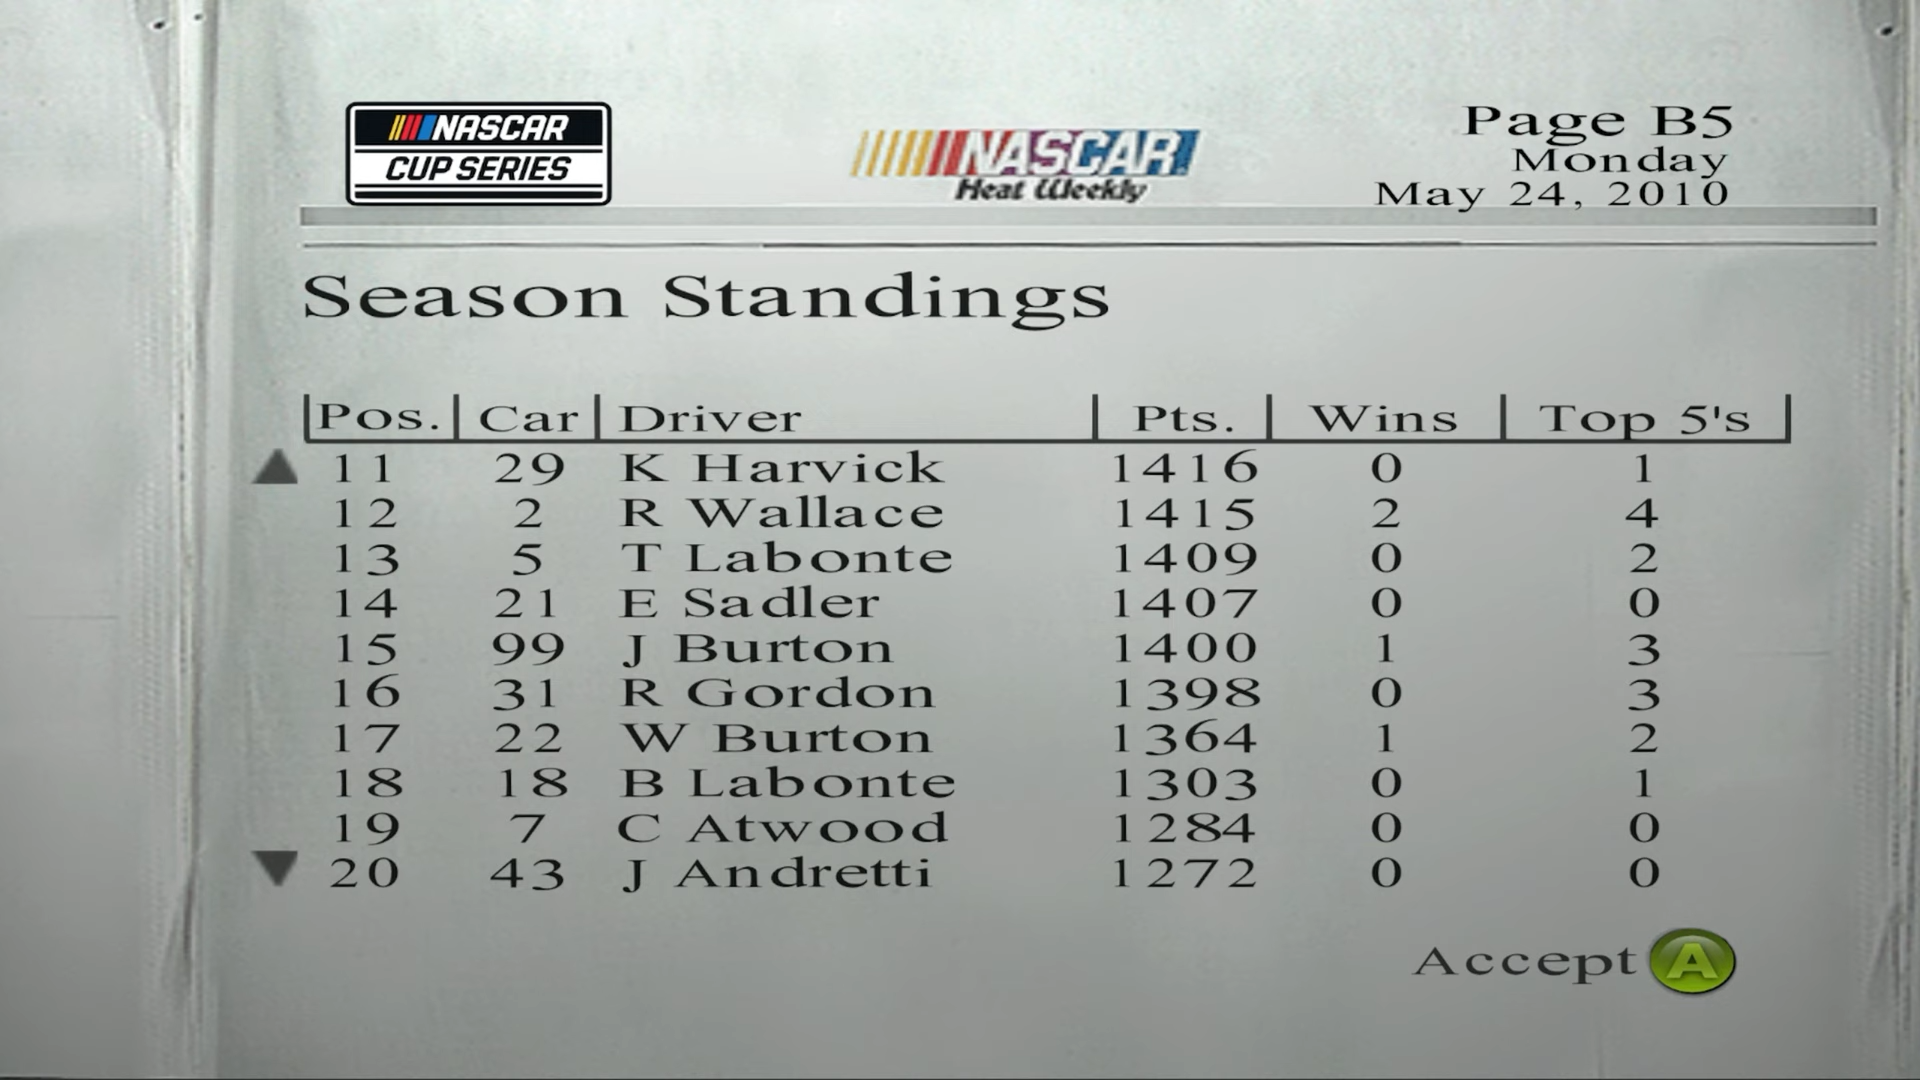 NASCAR
CUP SERIES
NASCAR
Heat Weekly
Page B5
Monday
May 24, 2010
Season Standings
Pos. Car Driver Pts. Wins Top 5's
11 29 K Harvick 1416 0 1
12 2 R Wallace 1415 2 4
13 5 T Labonte 1409 0 2
14 21 E Sadler 1407 0 0
15 99 J Burton 1400 1 3
16 31 R Gordon 1398 0 3
17 22 W Burton 1364 1 2
18 18 B Labonte 1303 0 1
19 7 C Atwood 1284 0 0
20 43 J Andretti 1272 0 0
Accept A